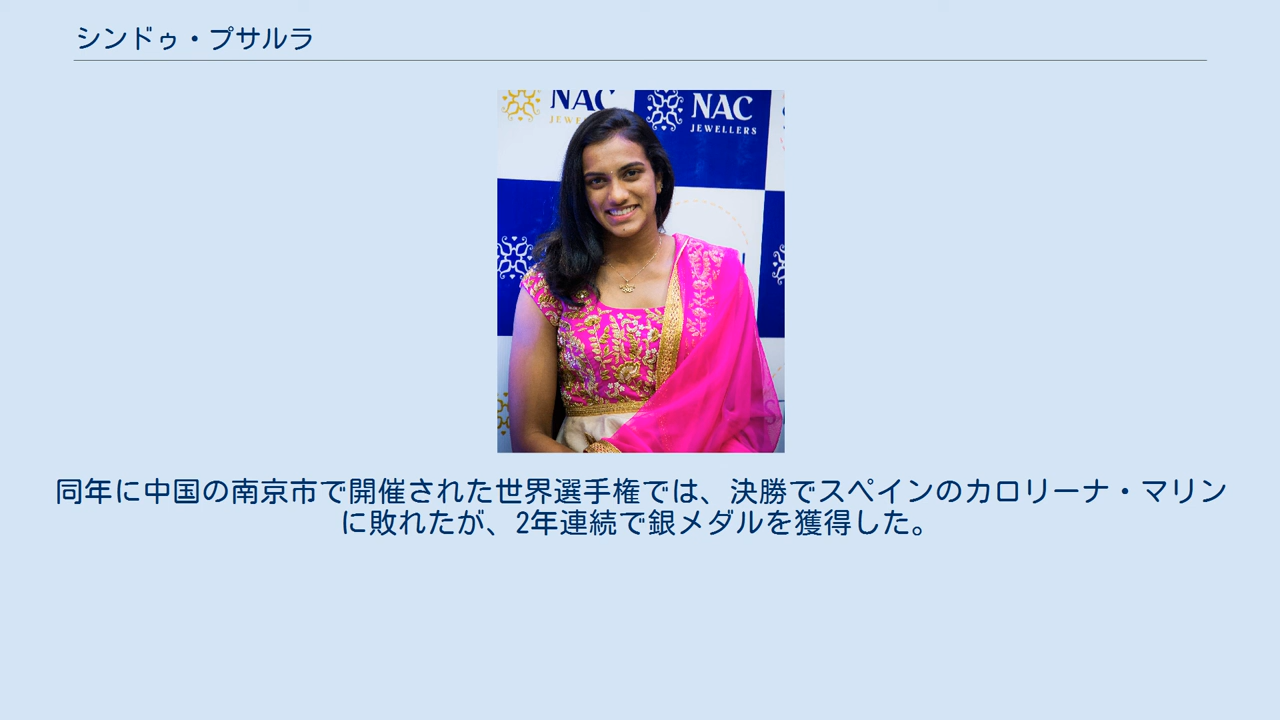 シンドゥ・プサルラ
NAC
JEWE
NAC
JEWELLERS
同年に中国の南京市で開催された世界選手権では、決勝でスペインのカロリーナ・マリン
に敗れたが、2年連続で銀メダルを獲得した。